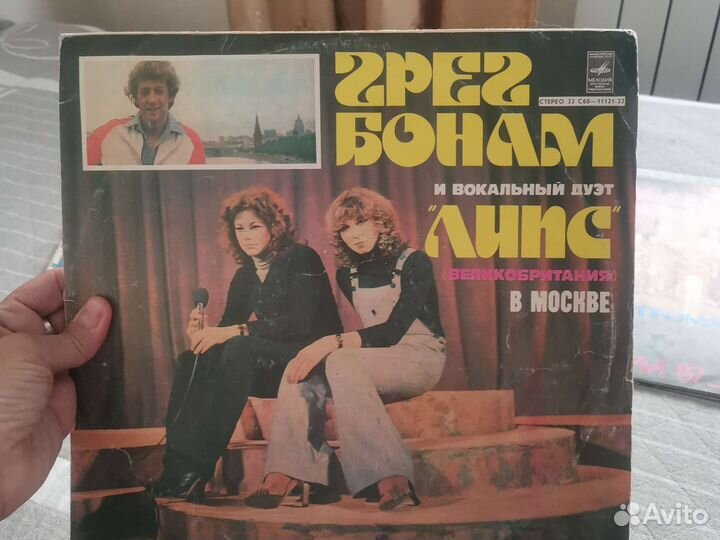 МЕЛОДИЯ
СТЕРЕО 33 С60—11121-22
ГРЕГ
БОНАМ
И ВОКАЛЬНЫЙ ДУЭТ
"ЛИПС"
(ВЕЛИКОБРИТАНИЯ)
В МОСКВЕ
Avito